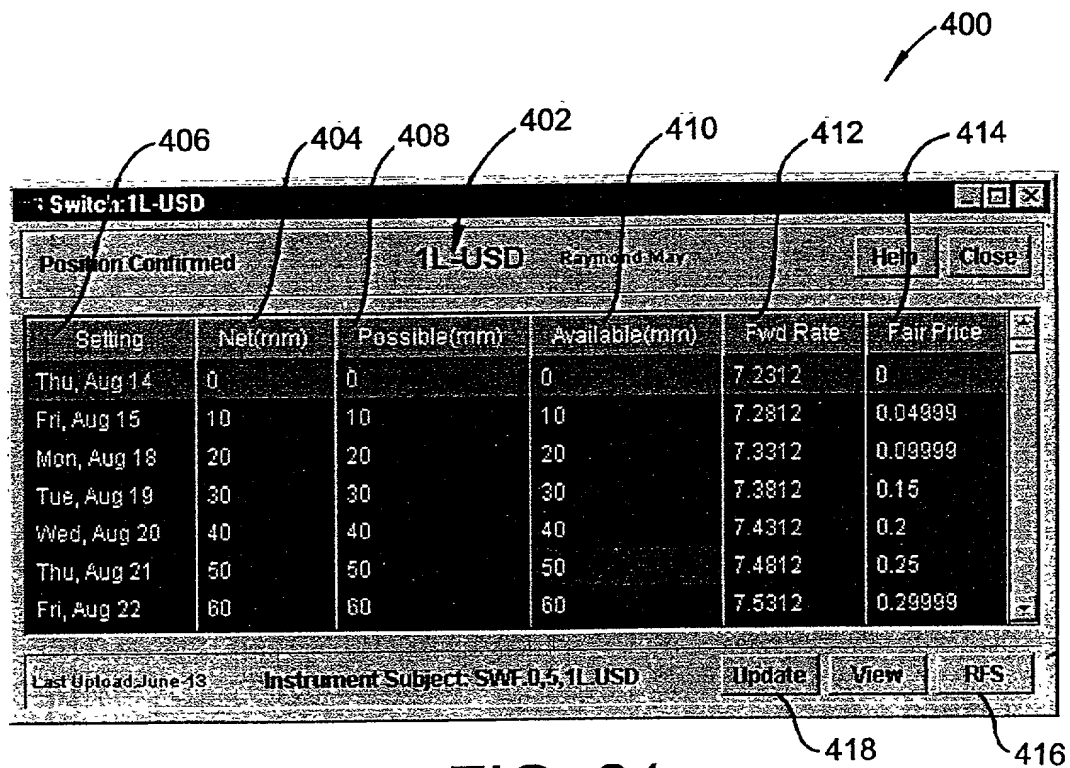 400
406 404 408 402 410 412 414
Switch:1L-USD
Position Confirmed 1L-USD Raymond May Help Close
Setting Net(mm) Possible(mm) Available(mm) Fwd Rate Fair Price
Thu, Aug 14 0 0 0 7.2312 0
Fri, Aug 15 10 10 10 7.2812 0.04999
Mon, Aug 18 20 20 20 7.3312 0.09999
Tue, Aug 19 30 30 30 7.3812 0.15
Wed, Aug 20 40 40 40 7.4312 0.2
Thu, Aug 21 50 50 50 7.4812 0.25
Fri, Aug 22 60 60 60 7.5312 0.29999
Last Upload:June-13 Instrument Subject: SWF.0,5,1L.USD Update View RFS
418 416